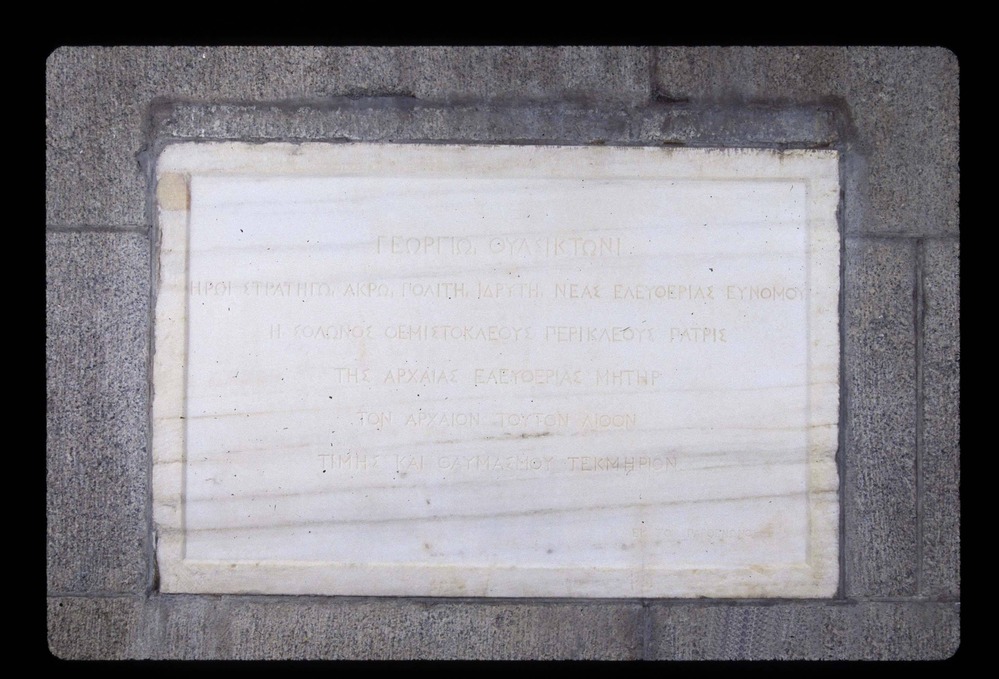 ΓΕΩΡΓΙΩ, ΟΥΑΣΙΚΤΩΝΙ
ΗΡΩΙ ΣΤΡΑΤΗΓΩ, ΑΚΡΩ, ΠΟΛΙΤΗ, ΙΔΡΥΤΗ, ΝΕΑΣ ΕΛΕΥΘΕΡΙΑΣ ΕΥΝΟΜΟΥ
Η ΣΟΛΩΝΟΣ ΘΕΜΙΣΤΟΚΛΕΟΥΣ ΠΕΡΙΚΛΕΟΥΣ ΠΑΤΡΙΣ
ΤΗΣ ΑΡΧΑΙΑΣ ΕΛΕΥΘΕΡΙΑΣ ΜΗΤΗΡ
ΤΟΝ ΑΡΧΑΙΟΝ ΤΟΥΤΟΝ ΛΙΘΟΝ
ΤΙΜΗΣ ΚΑΙ ΘΑΥΜΑΣΜΟΥ ΤΕΚΜΗΡΙΟΝ